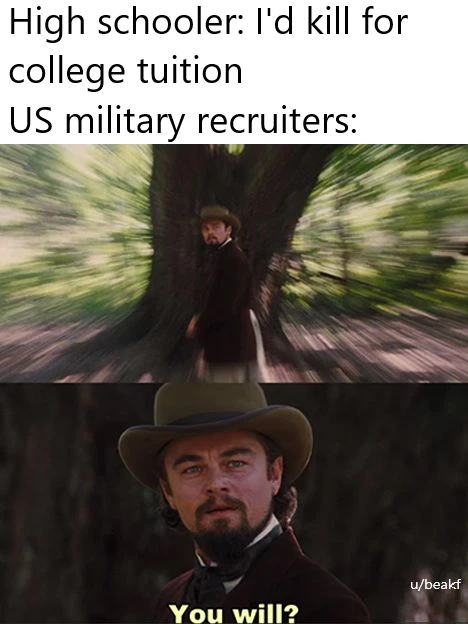 High schooler: I'd kill for
college tuition
US military recruiters:
u/beakf
You will?